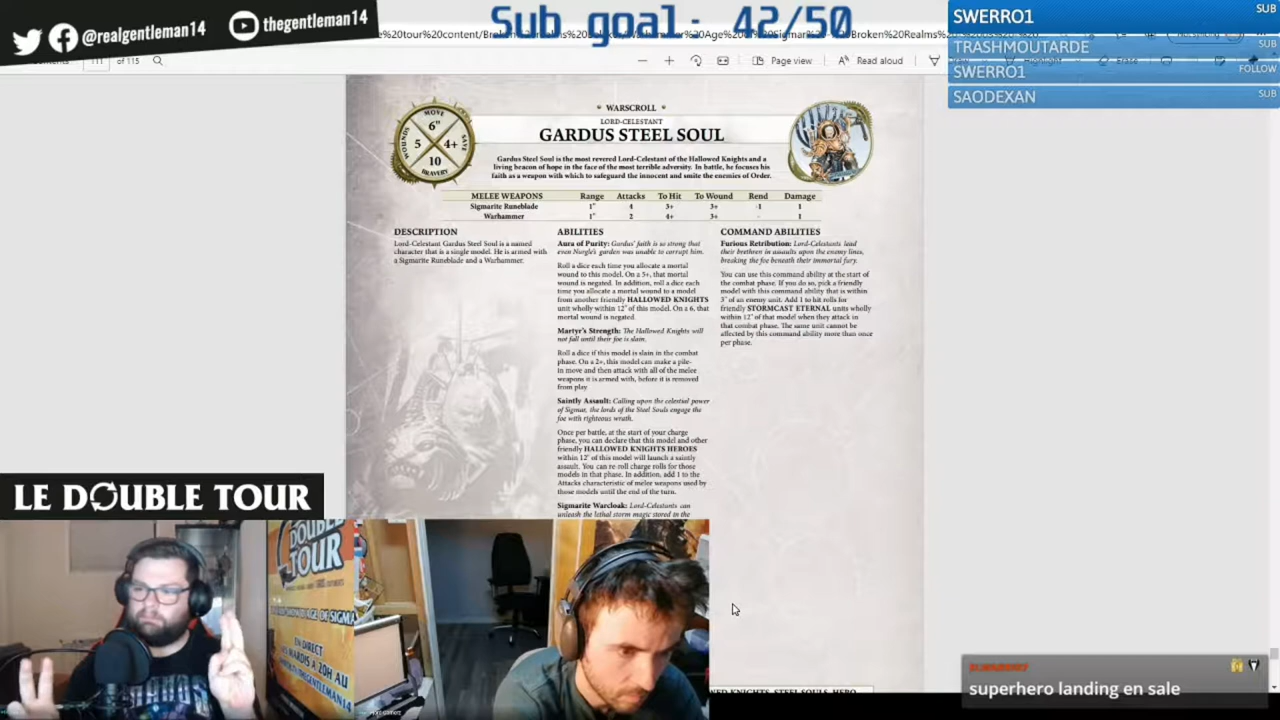 @realgentleman14
thegentleman14
Sub goal: 42/50
SWERRO1 SUB
TRASHMOUTARDE SUB
SWERRO1 FOLLOW
SAODEXAN SUB
111 of 115
Page view
Read aloud
WARSCROLL
LORD-CELESTANT
GARDUS STEEL SOUL
Gardus Steel Soul is the most revered Lord-Celestant of the Hallowed Knights and a
living beacon of hope in the face of the most terrible adversity. In battle, he focuses his
faith as a weapon with which to safeguard the innocent and smite the enemies of Order.
MOVE
6"
WOUNDS
5
4+
SAVE
10
BRAVERY
MELEE WEAPONS Range Attacks To Hit To Wound Rend Damage
Sigmarite Runeblade 1" 4 3+ 3+ -1 1
Warhammer 1" 2 4+ 3+ - 1
DESCRIPTION
Lord-Celestant Gardus Steel Soul is a named
character that is a single model. He is armed with
a Sigmarite Runeblade and a Warhammer.
ABILITIES
Aura of Purity: Gardus' faith is so strong that
even Nurgle's garden was unable to corrupt him.
Roll a dice each time you allocate a mortal
wound to this model. On a 5+, that mortal
wound is negated. In addition, roll a dice each
time you allocate a mortal wound to a model
from another friendly HALLOWED KNIGHTS
unit wholly within 12" of this model. On a 6, that
mortal wound is negated.
Martyr's Strength: The Hallowed Knights will
not fall until their foe is slain.
Roll a dice if this model is slain in the combat
phase. On a 2+, this model can make a pile-
in move and then attack with all of the melee
weapons it is armed with, before it is removed
from play.
Saintly Assault: Calling upon the celestial power
of Sigmar, the lords of the Steel Souls engage the
foe with righteous wrath.
Once per battle, at the start of your charge
phase, you can declare that this model and other
friendly HALLOWED KNIGHTS HEROES
within 12" of this model will launch a saintly
assault. You can re-roll charge rolls for those
models in that phase. In addition, add 1 to the
Attacks characteristic of melee weapons used by
those models until the end of the turn.
Sigmarite Warcloak: Lord-Celestants can
unleash the lethal storm magic stored in the
COMMAND ABILITIES
Furious Retribution: Lord-Celestants lead
their brethren in assaults upon the enemy lines,
breaking the foe beneath their immortal fury.
You can use this command ability at the start of
the combat phase. If you do so, pick a friendly
model with this command ability that is within
3" of an enemy unit. Add 1 to hit rolls for
friendly STORMCAST ETERNAL units wholly
within 12" of that model when they attack in
that combat phase. The same unit cannot be
affected by this command ability more than once
per phase.
LE DOUBLE TOUR
DOUBLE
TOUR
EN DIRECT
LES MARDIS À 20H AU
superhero landing en sale